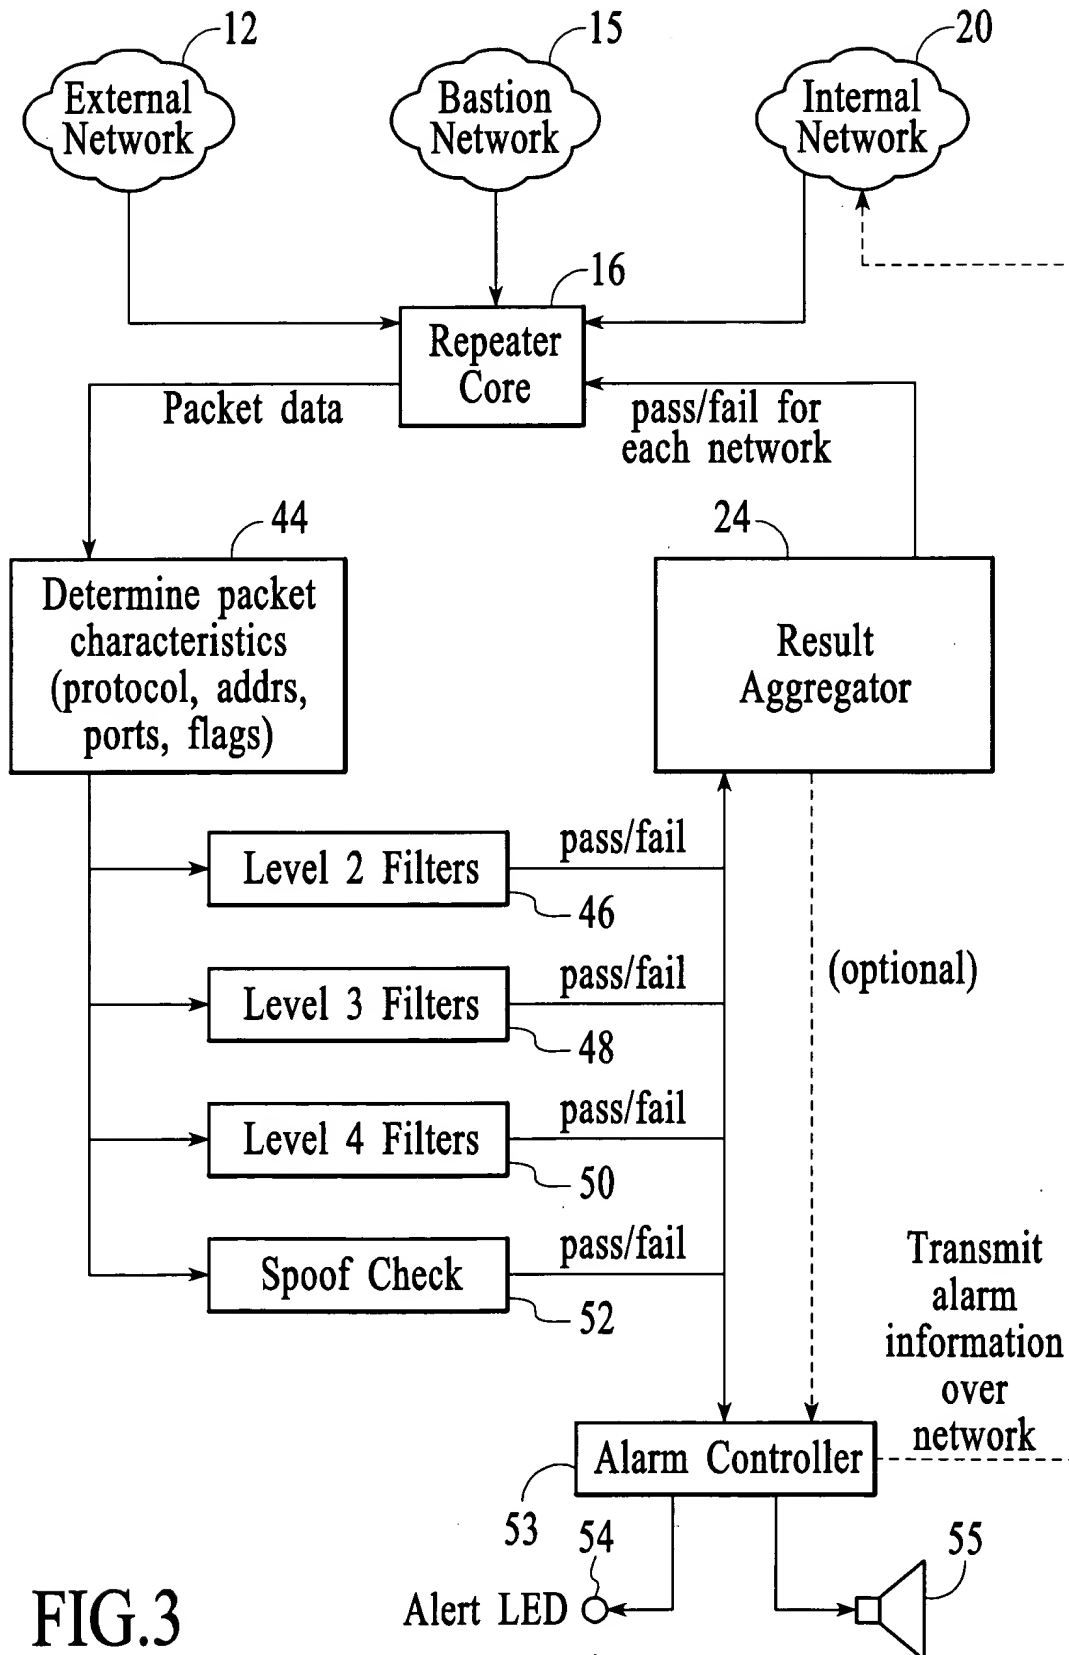 12
15
20
External
Network
Bastion
Network
Internal
Network
16
Repeater
Core
Packet data
pass/fail for
each network
44
24
Determine packet
characteristics
(protocol, addrs,
ports, flags)
Result
Aggregator
Level 2 Filters
pass/fail
46
(optional)
Level 3 Filters
pass/fail
48
Level 4 Filters
pass/fail
50
Spoof Check
pass/fail
52
Transmit
alarm
information
over
network
Alarm Controller
53
54
55
Alert LED
FIG.3